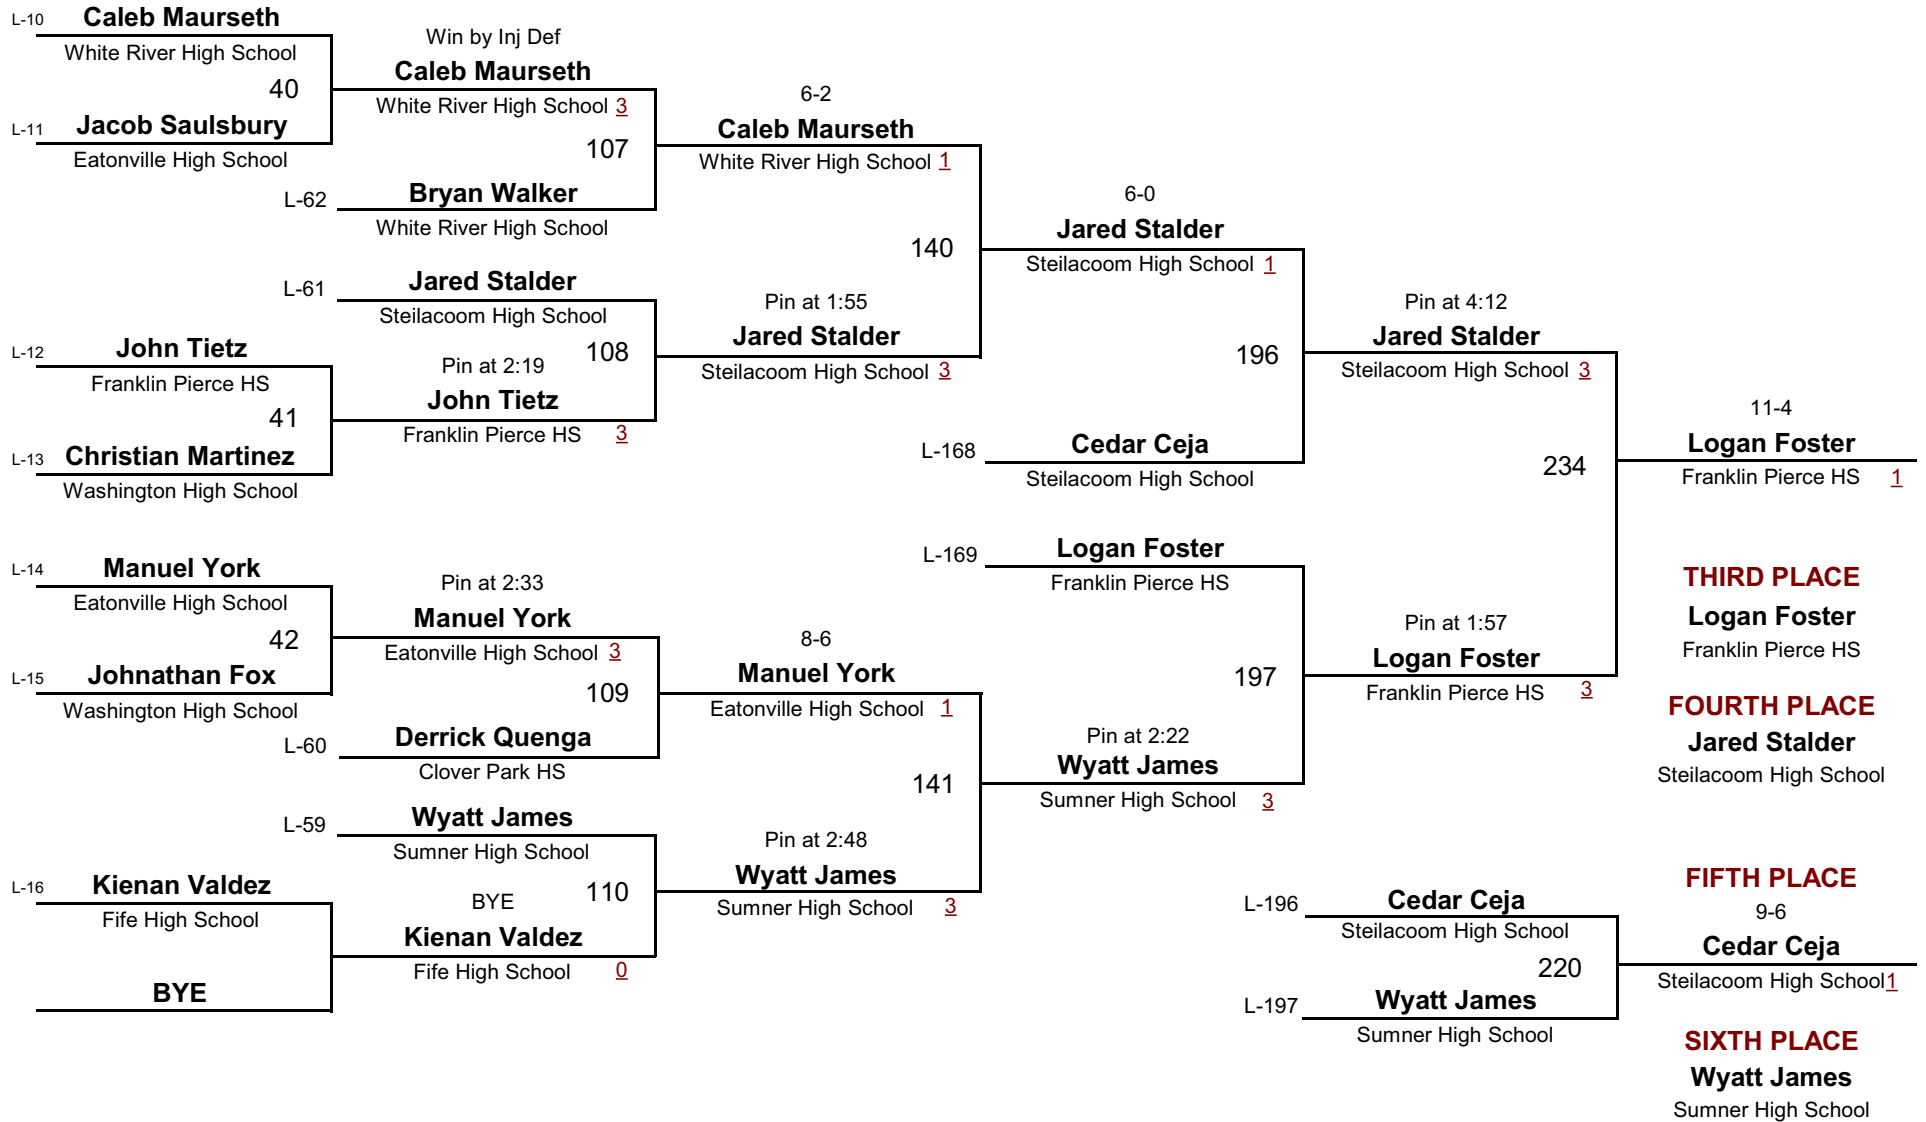 L-10 Caleb Maurseth
White River High School
40
L-11 Jacob Saulsbury
Eatonville High School
Win by Inj Def
Caleb Maurseth
White River High School 3
107
L-62 Bryan Walker
White River High School
6-2
Caleb Maurseth
White River High School 1
L-61 Jared Stalder
Steilacoom High School
L-12 John Tietz
Franklin Pierce HS
41
L-13 Christian Martinez
Washington High School
108
Pin at 2:19
John Tietz
Franklin Pierce HS 3
140
Pin at 1:55
Jared Stalder
Steilacoom High School 3
6-0
Jared Stalder
Steilacoom High School 1
196
L-168 Cedar Ceja
Steilacoom High School
Pin at 4:12
Jared Stalder
Steilacoom High School 3
234
11-4
Logan Foster
Franklin Pierce HS 1
L-14 Manuel York
Eatonville High School
42
L-15 Johnathan Fox
Washington High School
Pin at 2:33
Manuel York
Eatonville High School 3
109
L-60 Derrick Quenga
Clover Park HS
8-6
Manuel York
Eatonville High School 1
L-59 Wyatt James
Sumner High School
110
L-16 Kienan Valdez
Fife High School
BYE
BYE
Kienan Valdez
Fife High School 0
141
Pin at 2:48
Wyatt James
Sumner High School 3
L-169 Logan Foster
Franklin Pierce HS
197
Pin at 2:22
Wyatt James
Sumner High School 3
Pin at 1:57
Logan Foster
Franklin Pierce HS 3
THIRD PLACE
Logan Foster
Franklin Pierce HS
FOURTH PLACE
Jared Stalder
Steilacoom High School
L-196 Cedar Ceja
Steilacoom High School
220
L-197 Wyatt James
Sumner High School
FIFTH PLACE
9-6
Cedar Ceja
Steilacoom High School 1
SIXTH PLACE
Wyatt James
Sumner High School